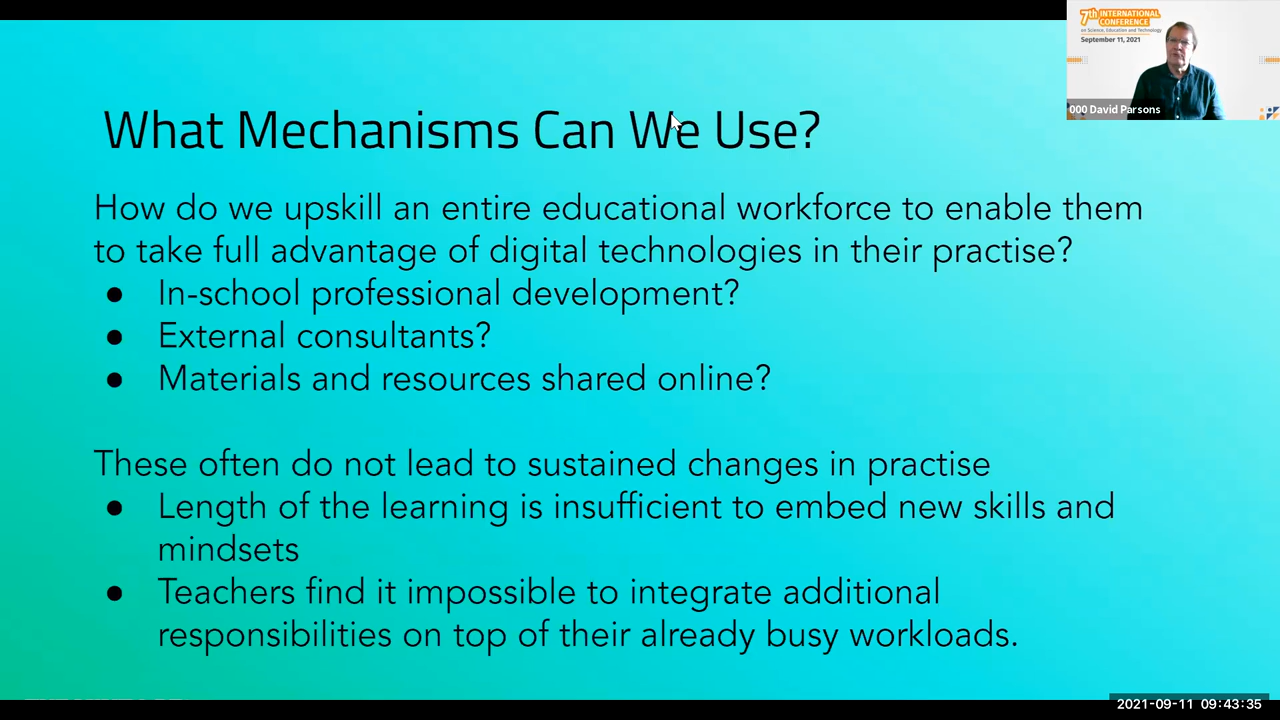 7th INTERNATIONAL
CONFERENCE
on Science, Education and Technology
September 11, 2021
000 David Parsons
What Mechanisms Can We Use?
How do we upskill an entire educational workforce to enable them
to take full advantage of digital technologies in their practise?
● In-school professional development?
● External consultants?
● Materials and resources shared online?
These often do not lead to sustained changes in practise
● Length of the learning is insufficient to embed new skills and
mindsets
● Teachers find it impossible to integrate additional
responsibilities on top of their already busy workloads.
2021-09-11 09:43:35